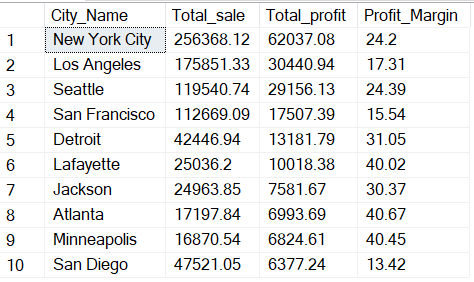 City_Name Total_sale Total_profit Profit_Margin
1 New York City 256368.12 62037.08 24.2
2 Los Angeles 175851.33 30440.94 17.31
3 Seattle 119540.74 29156.13 24.39
4 San Francisco 112669.09 17507.39 15.54
5 Detroit 42446.94 13181.79 31.05
6 Lafayette 25036.2 10018.38 40.02
7 Jackson 24963.85 7581.67 30.37
8 Atlanta 17197.84 6993.69 40.67
9 Minneapolis 16870.54 6824.61 40.45
10 San Diego 47521.05 6377.24 13.42